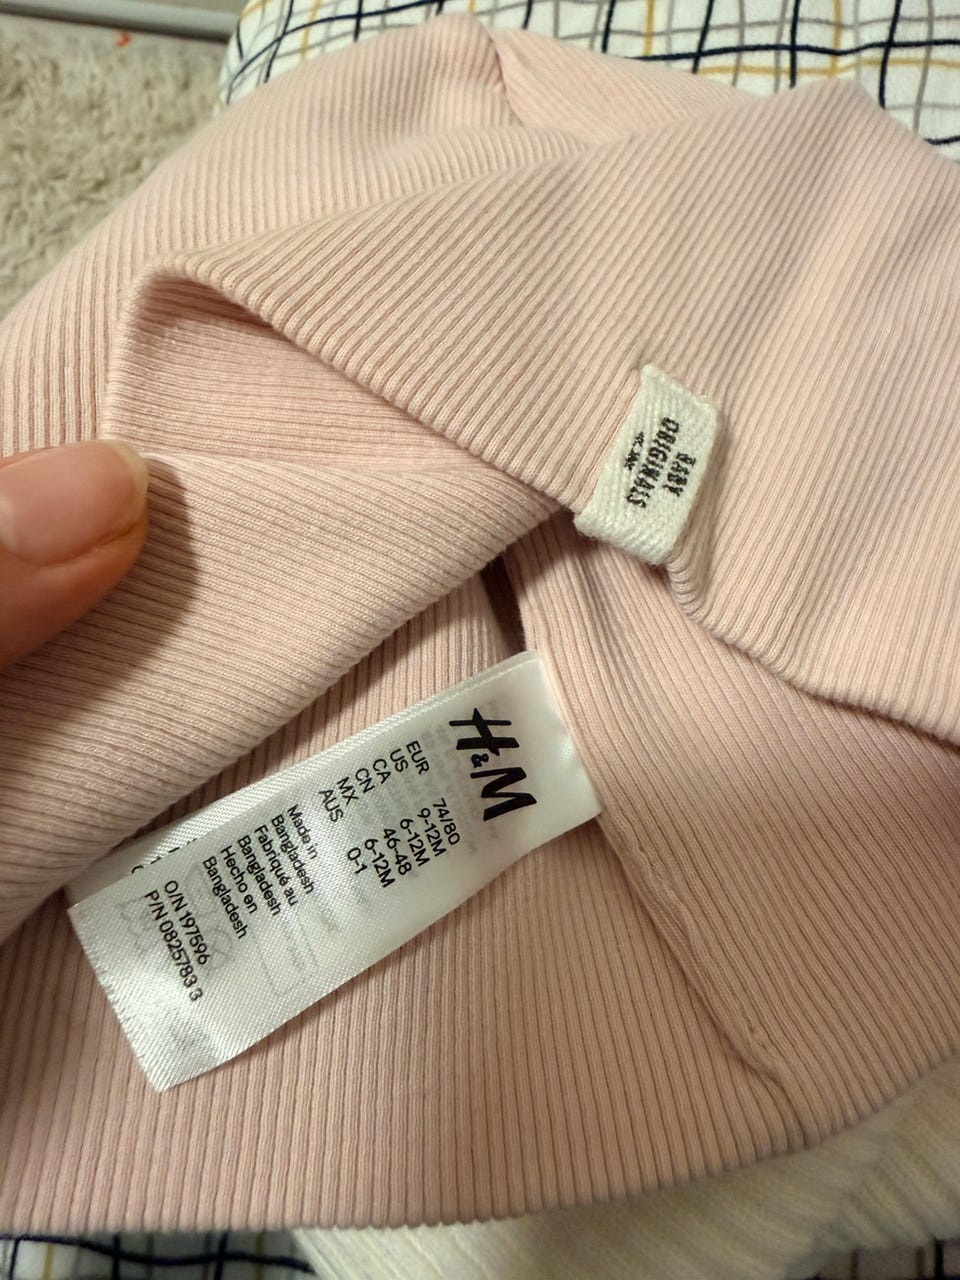 BABY
ORIGINALS
H&M
EUR 74/80
US 9-12M
CA 6-12M
CN 46-48
MX 6-12M
AUS 0-1
Made in
Bangladesh
Fabriqué au
Bangladesh
Hecho en
Bangladesh
O/N 197596
P/N 0825783 3